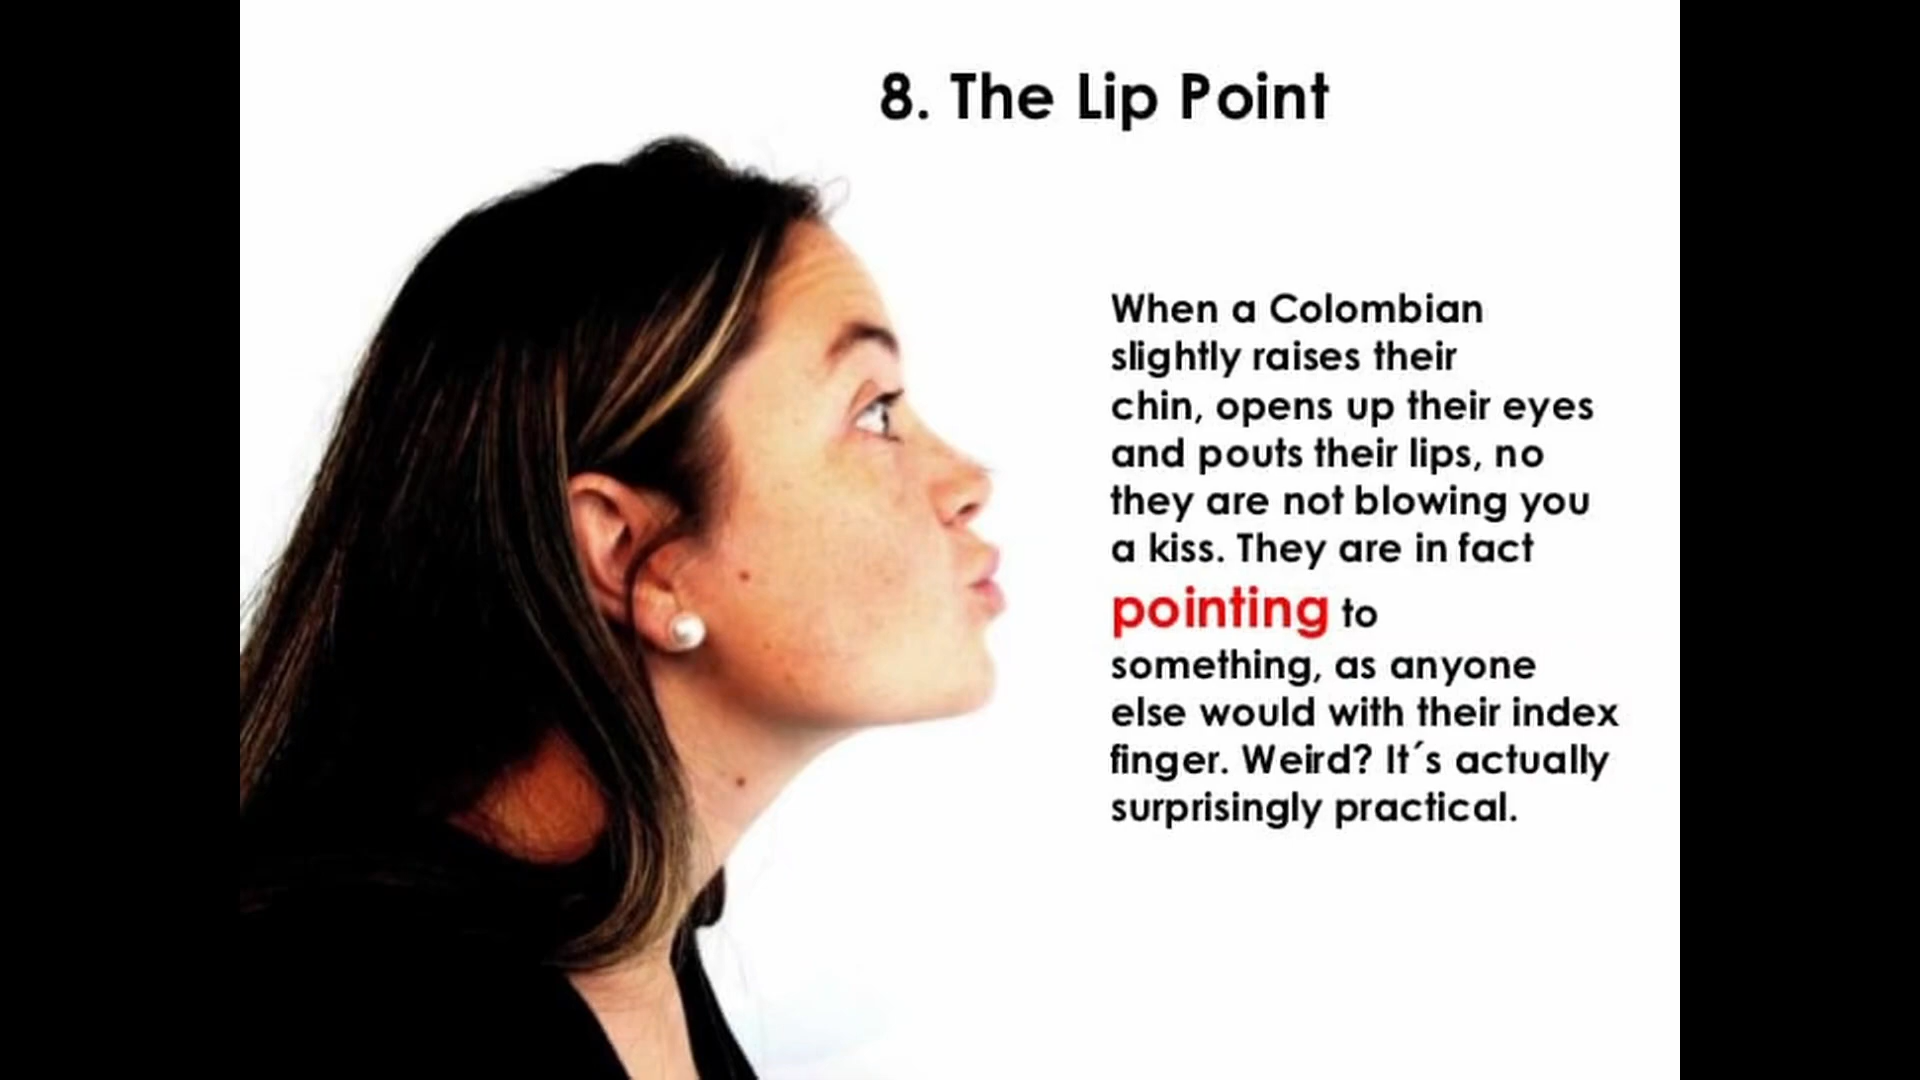 8. The Lip Point
When a Colombian
slightly raises their
chin, opens up their eyes
and pouts their lips, no
they are not blowing you
a kiss. They are in fact
pointing to
something, as anyone
else would with their index
finger. Weird? It´s actually
surprisingly practical.